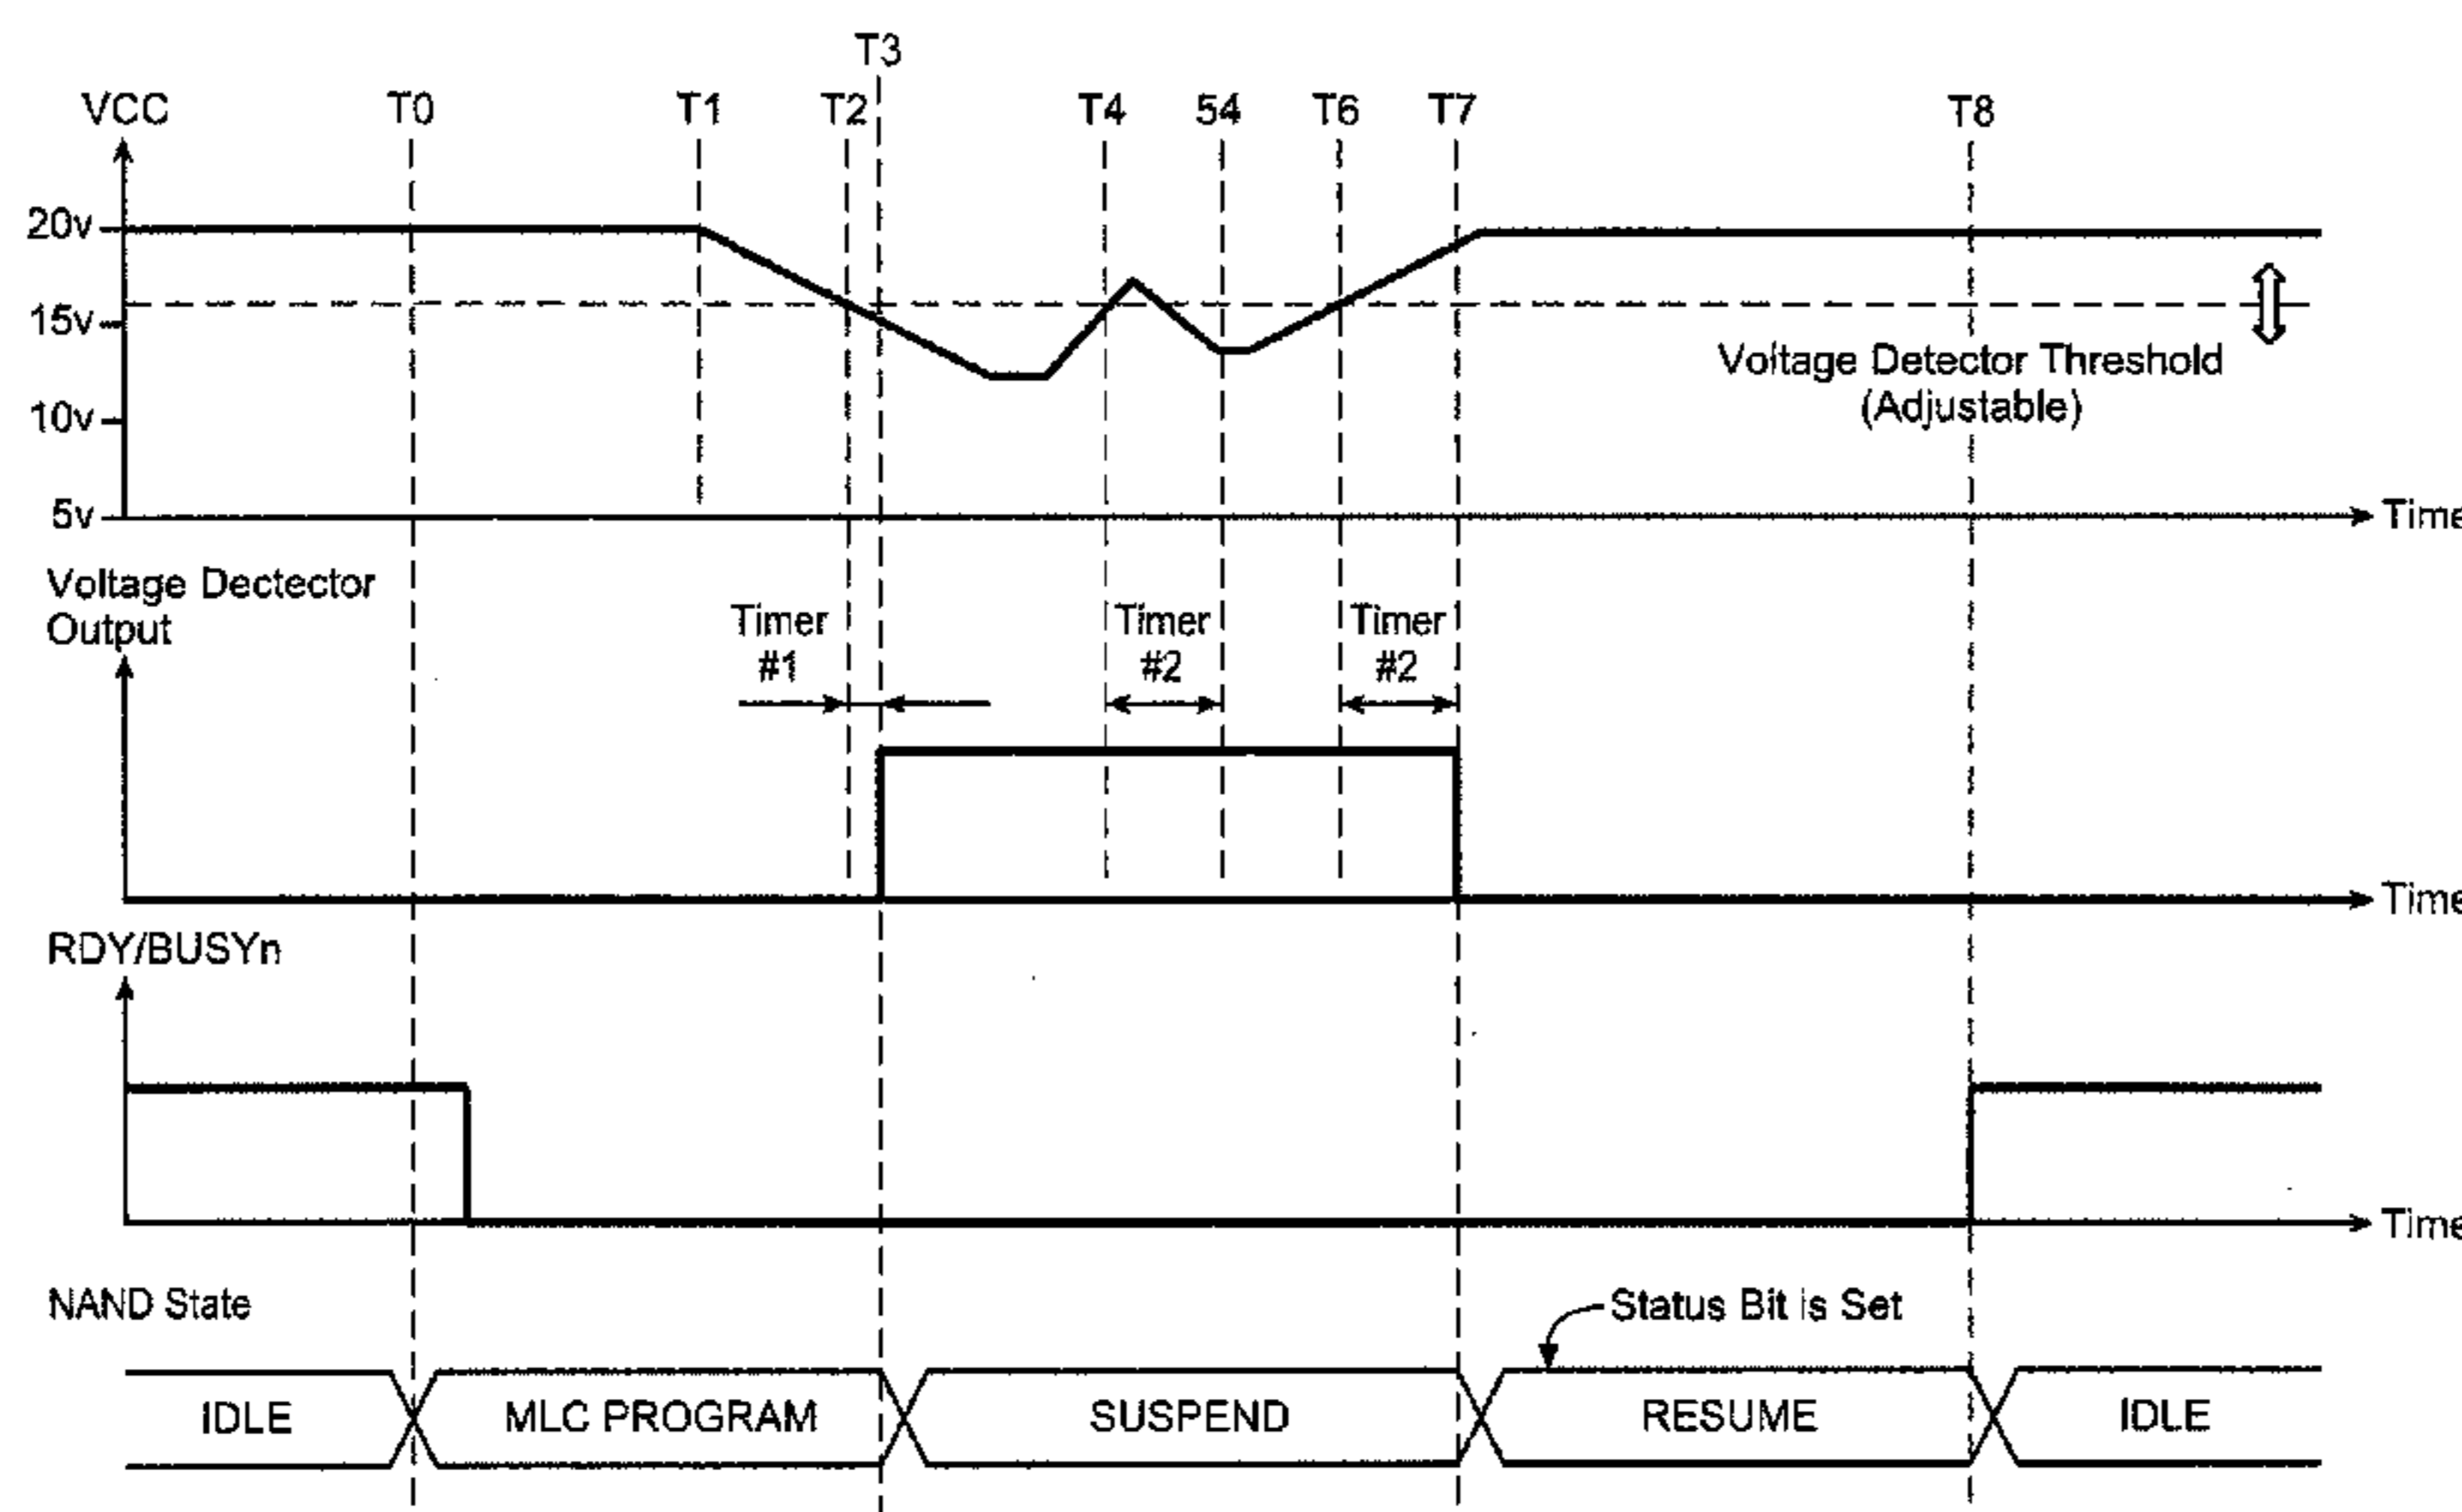 T3
VCC
T0
T1
T2
T4
54
T6
T7
T8
20v
15v
10v
5v
Voltage Detector Threshold
(Adjustable)
Time
Voltage Dectector
Output
Timer
#1
Timer
#2
Timer
#2
Time
RDY/BUSYn
Time
NAND State
Status Bit is Set
IDLE
MLC PROGRAM
SUSPEND
RESUME
IDLE